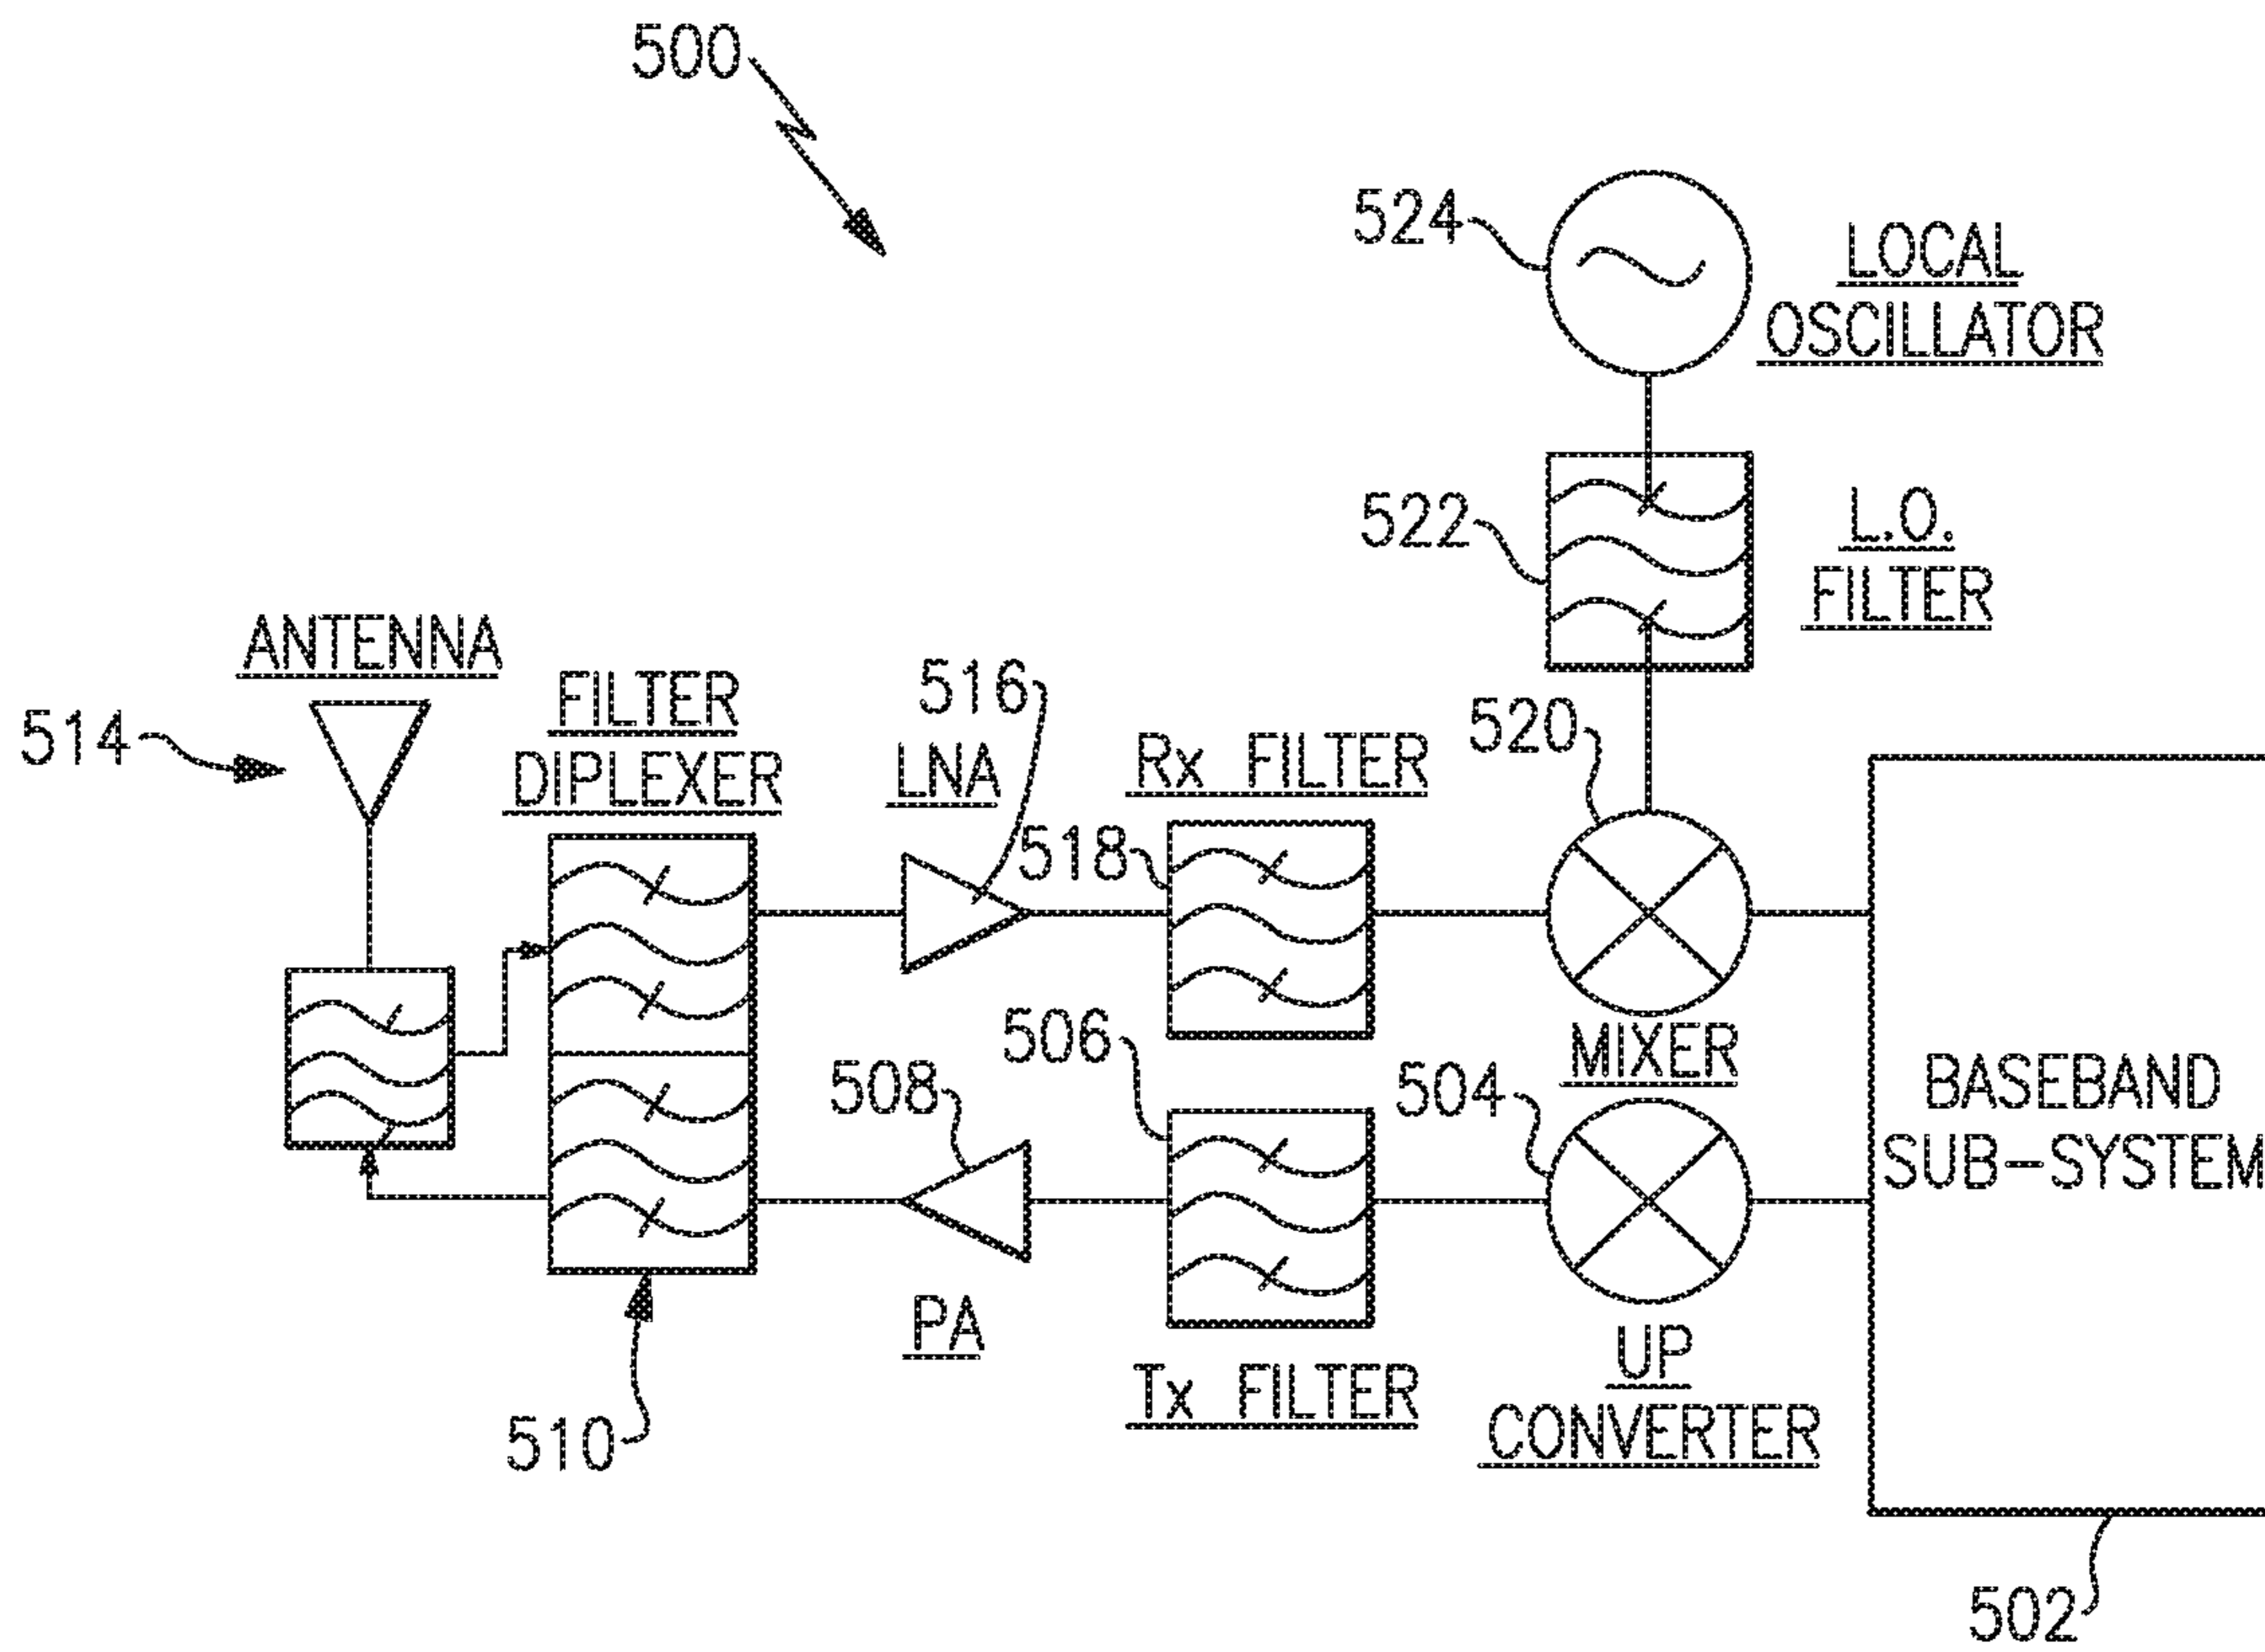 500
524
LOCAL
OSCILLATOR
522
L.O.
FILTER
ANTENNA
514
FILTER
DIPLEXER
516
LNA
518
Rx FILTER
520
MIXER
508
PA
506
Tx FILTER
504
UP
CONVERTER
BASEBAND
SUB-SYSTEM
510
502